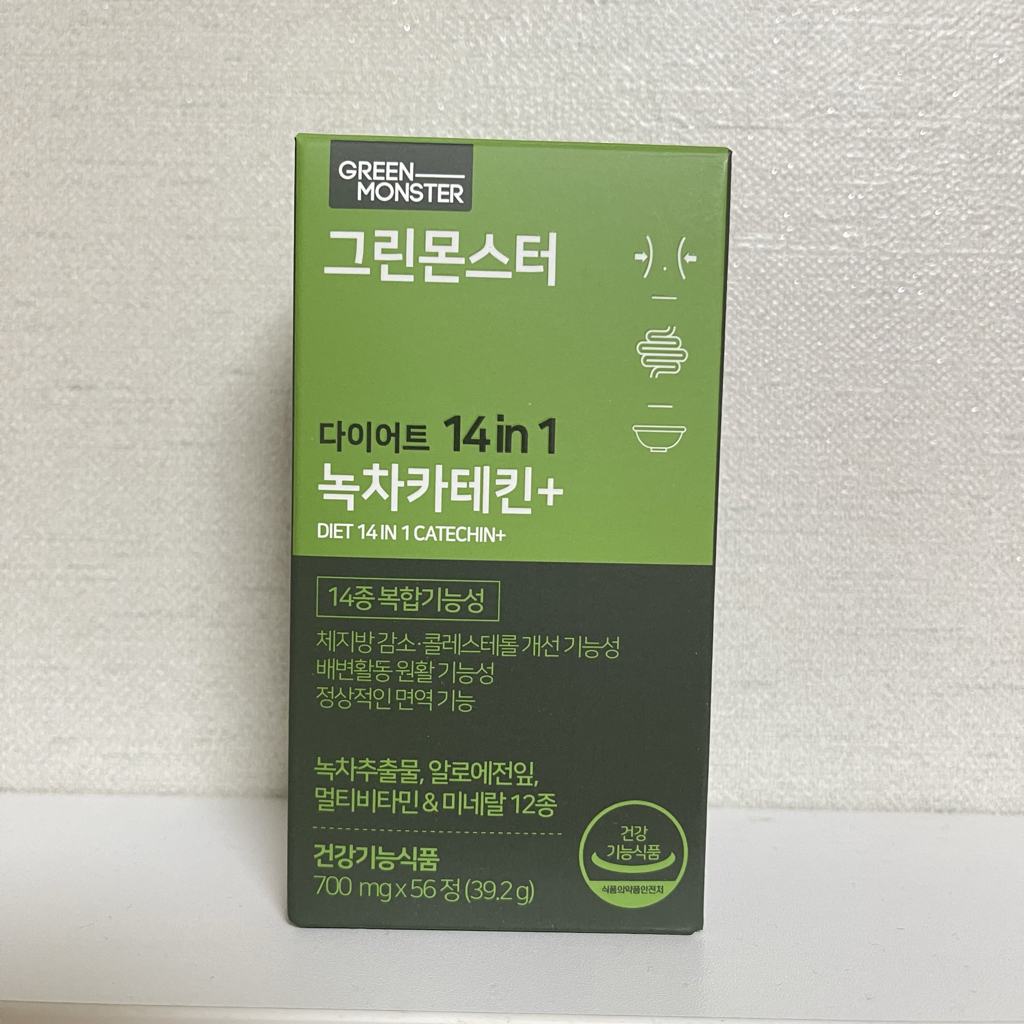 GREEN
MONSTER
그린몬스터
다이어트 14 in 1
녹차카테킨+
DIET 14 IN 1 CATECHIN+
14종 복합기능성
체지방 감소·콜레스테롤 개선 기능성
배변활동 원활 기능성
정상적인 면역 기능
녹차추출물, 알로에전잎,
멀티비타민 & 미네랄 12종
건강기능식품
700 mg x 56 정 (39.2 g)
건강
기능식품
식품의약품안전처